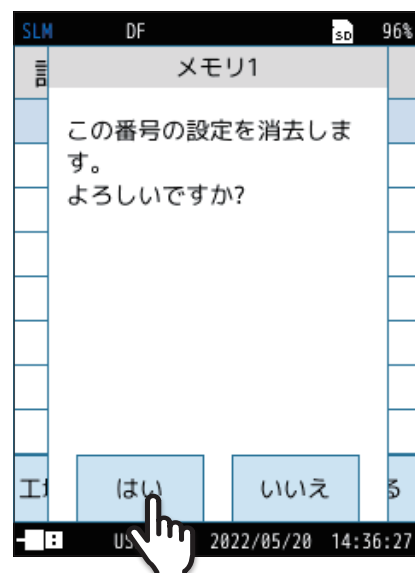 SLM DF SD 96%
メモリ1
この番号の設定を消去しま
す。
よろしいですか?
はい いいえ る
2022/05/20 14:36:27